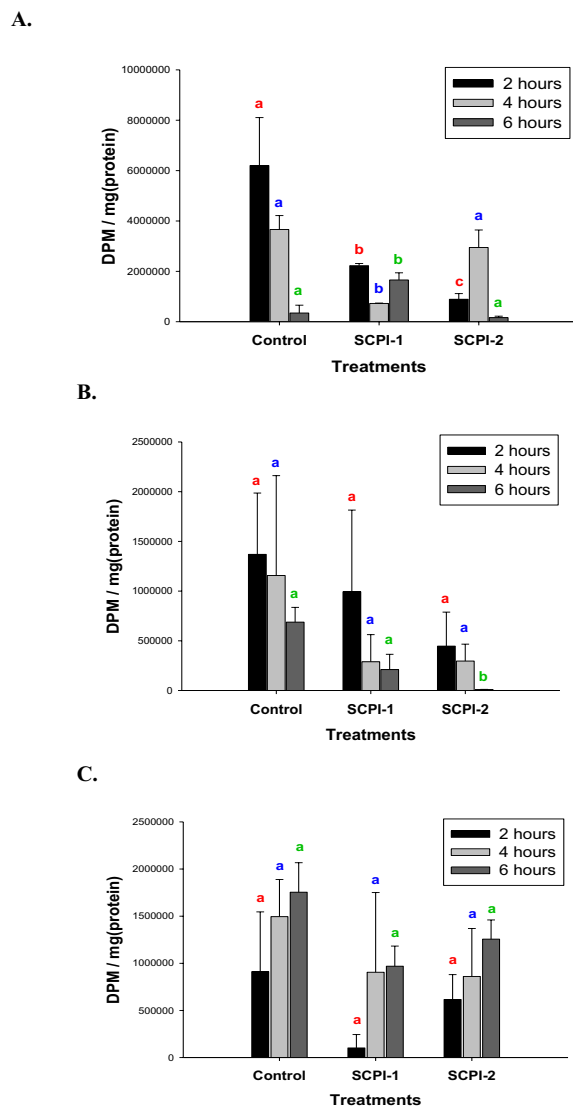 A.
10000000
8000000
6000000
4000000
2000000
0
DPM / mg(protein)
2 hours
4 hours
6 hours
a
a
a
b
b
b
c
a
a
Control
SCPI-1
SCPI-2
Treatments
B.
2500000
2000000
1500000
1000000
500000
0
DPM / mg(protein)
2 hours
4 hours
6 hours
a
a
a
a
a
a
a
a
b
Control
SCPI-1
SCPI-2
Treatments
C.
2500000
2000000
1500000
1000000
500000
0
DPM / mg(protein)
2 hours
4 hours
6 hours
a
a
a
a
a
a
a
a
a
Control
SCPI-1
SCPI-2
Treatments